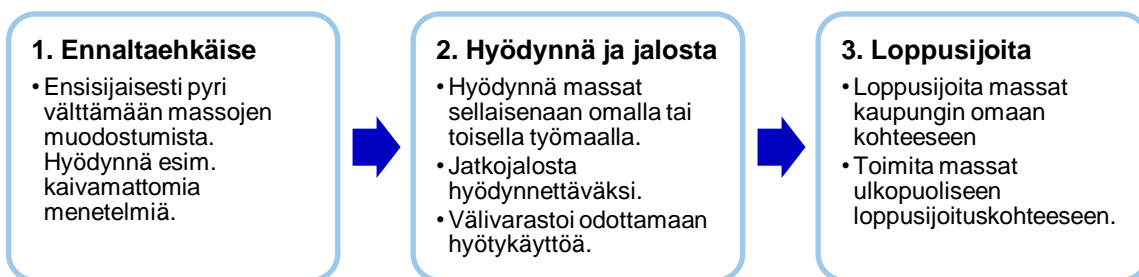 1. Ennaltaehkäise
• Ensisijaisesti pyri
välttämään massojen
muodostumista.
Hyödynnä esim.
kaivamattomia
menetelmiä.
2. Hyödynnä ja jalosta
• Hyödynnä massat
sellaisenaan omalla tai
toisella työmaalla.
• Jatkojalosta
hyödynnettäväksi.
• Välivarastoi odottamaan
hyötykäyttöä.
3. Loppusijoita
• Loppusijoita massat
kaupungin omaan
kohteeseen
• Toimita massat
ulkopuoliseen
loppusijoituskohteeseen.